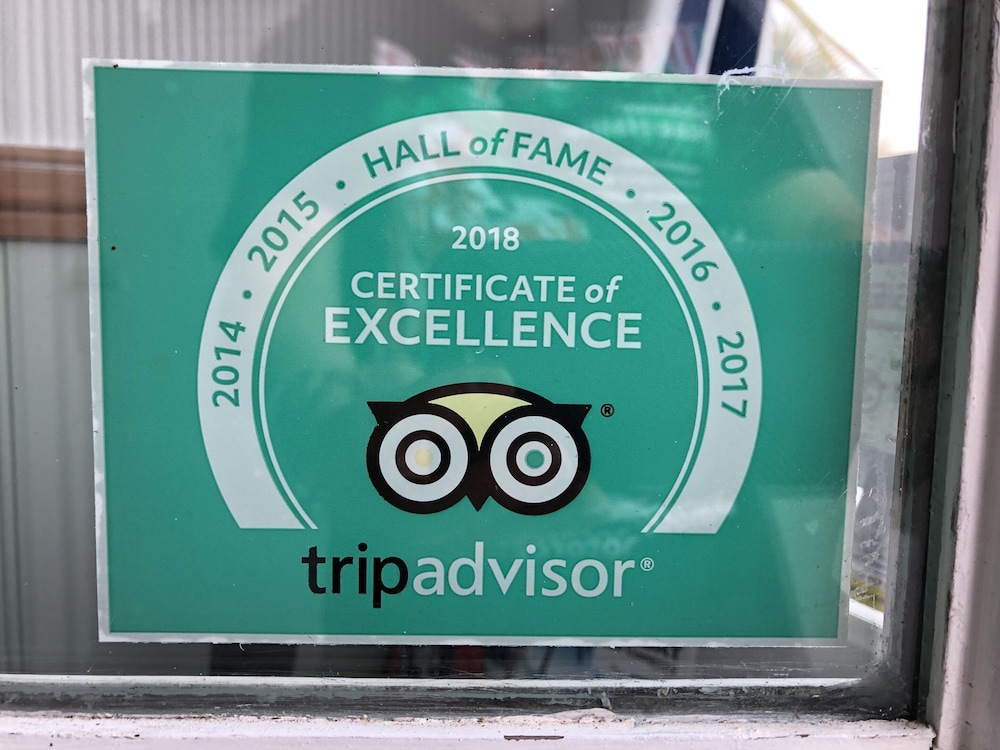 2014 • 2015 • HALL of FAME • 2016 • 2017
2018
CERTIFICATE of
EXCELLENCE
®
tripadvisor®